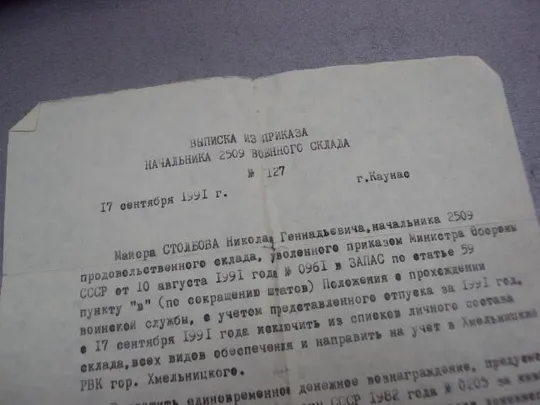 ВЫПИСКА ИЗ ПРИКАЗА
НАЧАЛЬНИКА 2509 ВОЕННОГО СКЛАДА
№ 127
17 сентября 1991 г. г.Каунас
Майора СТОЛБОВА Николая Геннадьевича,начальника 2509
продовольственного склада, уволенного приказом Министра обороны
СССР от 10 августа 1991 года № 0961 в ЗАПАС по статье 59
пункту "в" (по сокращению штатов) Положения о прохождении
воинской службы, с учетом представленного отпуска за 1991 год,
с 17 сентября 1991 года исключить из списков личного состава
склада,всех видов обеспечения и направить на учет в Хмельницкий
РВК гор. Хмельницкого.
единовременное денежное вознаграждение,
СССР 1982 года № 0205 за